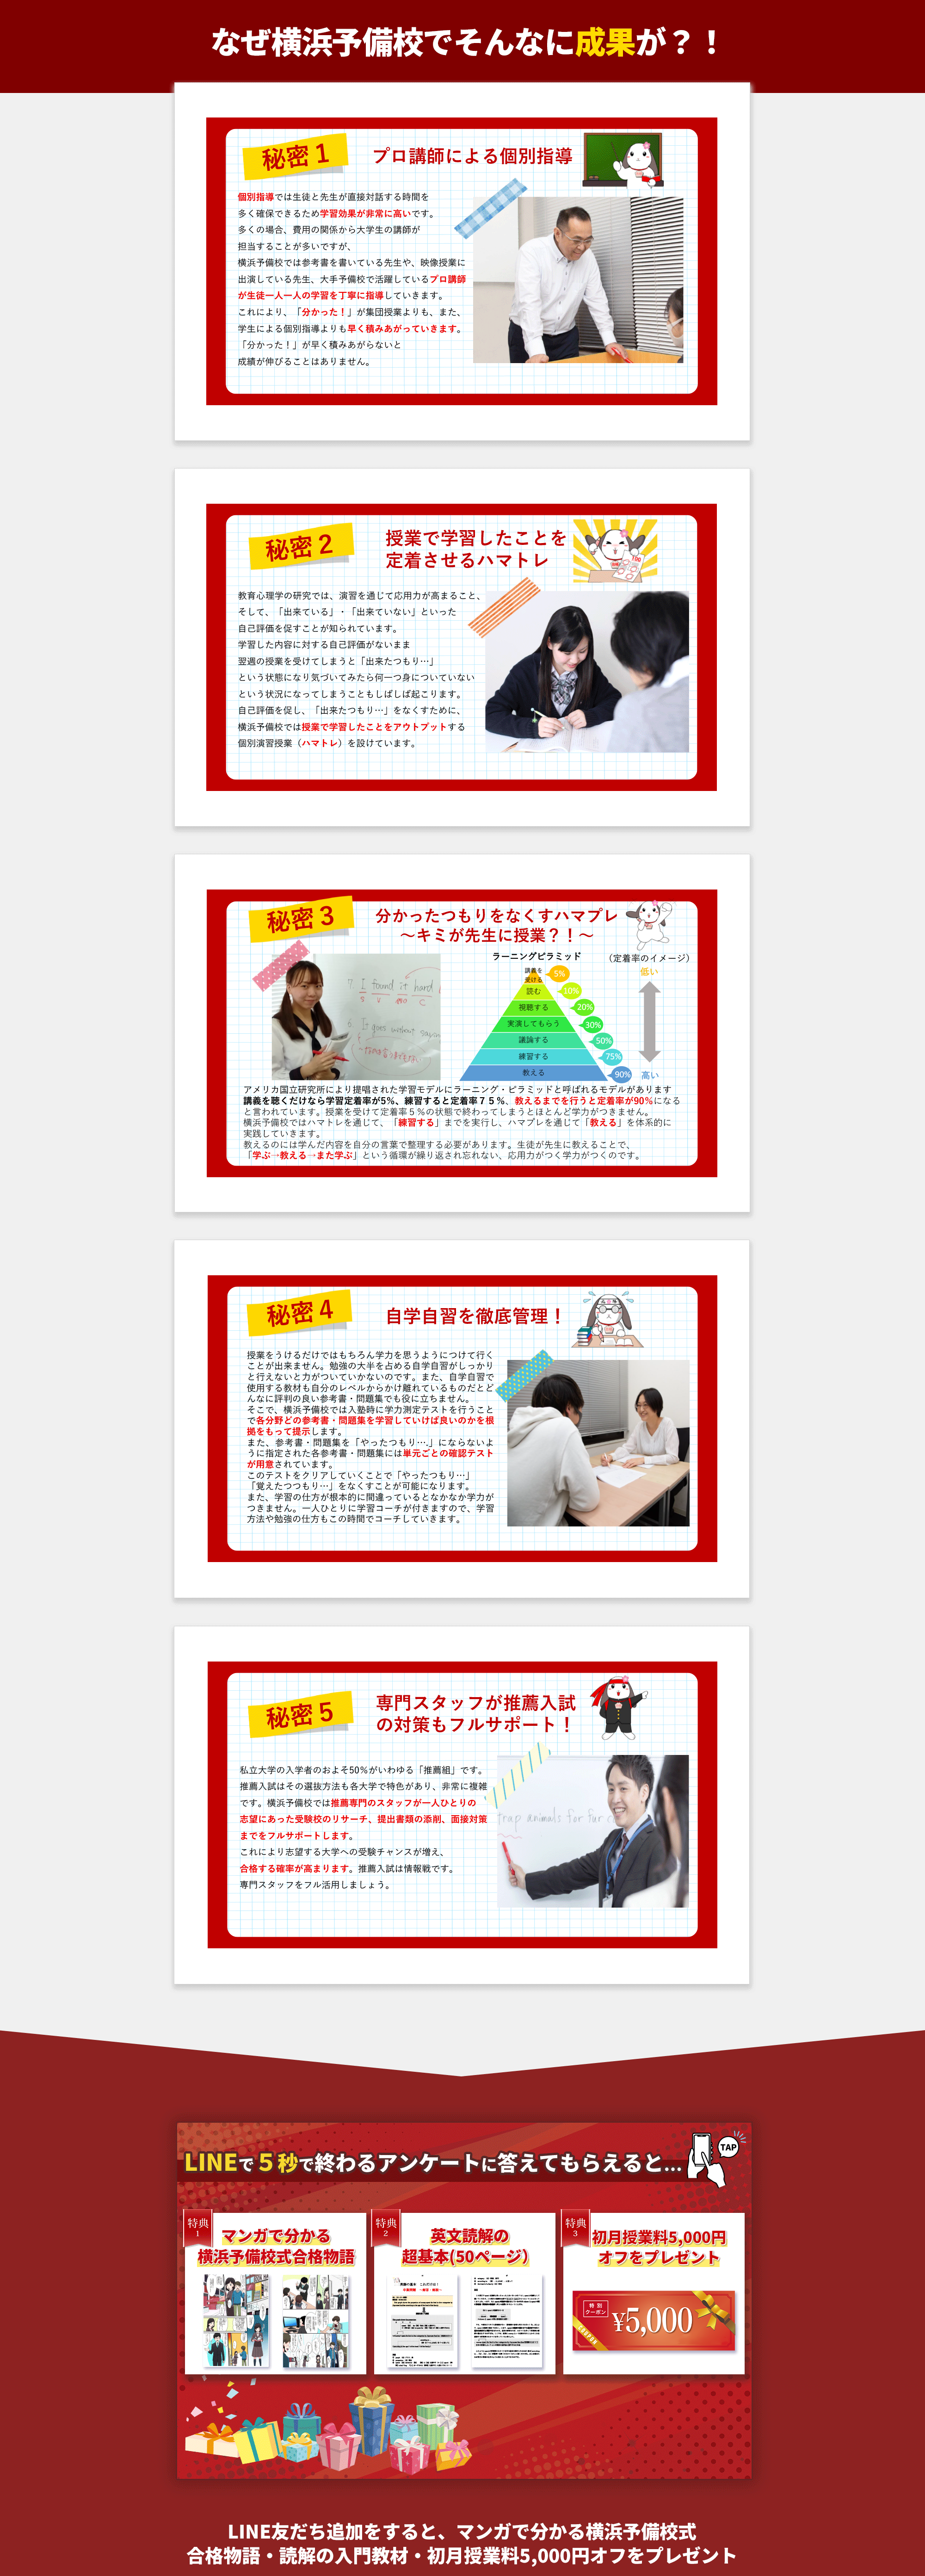 なぜ横浜予備校でそんなに成果が？！
秘密１
プロ講師による個別指導
個別指導では生徒と先生が直接対話する時間を
多く確保できるため学習効果が非常に高いです。
多くの場合、費用の関係から大学生の講師が
担当することが多いですが、
横浜予備校では参考書を書いている先生や、映像授業に
出演している先生、大手予備校で活躍しているプロ講師
が生徒一人一人の学習を丁寧に指導していきます。
これにより、「分かった！」が集団授業よりも、また、
学生による個別指導よりも早く積みあがっていきます。
「分かった！」が早く積みあがらないと
成績が伸びることはありません。
秘密２
授業で学習したことを
定着させるハマトレ
100
教育心理学の研究では、演習を通じて応用力が高まること、
そして、「出来ている」・「出来ていない」といった
自己評価を促すことが知られています。
学習した内容に対する自己評価がないまま
翌週の授業を受けてしまうと「出来たつもり…」
という状態になり気づいてみたら何一つ身についていない
という状況になってしまうこともしばしば起こります。
自己評価を促し、「出来たつもり…」をなくすために、
横浜予備校では授業で学習したことをアウトプットする
個別演習授業（ハマトレ）を設けています。
秘密３
分かったつもりをなくすハマプレ
～キミが先生に授業？！～
ラーニングピラミッド
（定着率のイメージ）
講義を
受ける
5%
低い
読む
10%
視聴する
20%
実演してもらう
30%
議論する
50%
練習する
75%
教える
90%
高い
7 I found it hard
S V O C
It goes without sayin
アメリカ国立研究所により提唱された学習モデルにラーニング・ピラミッドと呼ばれるモデルがあります
講義を聴くだけなら学習定着率が5%、練習すると定着率７５%、教えるまでを行うと定着率が90%になる
と言われています。授業を受けて定着率５％の状態で終わってしまうとほとんど学力がつきません。
横浜予備校ではハマトレを通じて、「練習する」までを実行し、ハマプレを通じて「教える」を体系的に
実践していきます。
教えるのには学んだ内容を自分の言葉で整理する必要があります。生徒が先生に教えることで、
「学ぶ→教える→また学ぶ」という循環が繰り返され忘れない、応用力がつく学力がつくのです。
秘密４
自学自習を徹底管理！
授業をうけるだけではもちろん学力を思うようにつけて行く
ことが出来ません。勉強の大半を占める自学自習がしっかり
と行えないと力がついていかないのです。また、自学自習で
使用する教材も自分のレベルからかけ離れているものだとど
んなに評判の良い参考書・問題集でも役に立ちません。
そこで、横浜予備校では入塾時に学力測定テストを行うこと
で各分野どの参考書・問題集を学習していけば良いのかを根
拠をもって提示します。
また、参考書・問題集を「やったつもり….」にならないよ
うに指定された各参考書・問題集には単元ごとの確認テスト
が用意されています。
このテストをクリアしていくことで「やったつもり…」
「覚えたつつもり…」をなくすことが可能になります。
また、学習の仕方が根本的に間違っているとなかなか学力が
つきません。一人ひとりに学習コーチが付きますので、学習
方法や勉強の仕方もこの時間でコーチしていきます。
秘密５
専門スタッフが推薦入試
の対策もフルサポート！
私立大学の入学者のおよそ50%がいわゆる「推薦組」です。
推薦入試はその選抜方法も各大学で特色があり、非常に複雑
です。横浜予備校では推薦専門のスタッフが一人ひとりの
志望にあった受験校のリサーチ、提出書類の添削、面接対策
までをフルサポートします。
これにより志望する大学への受験チャンスが増え、
合格する確率が高まります。推薦入試は情報戦です。
専門スタッフをフル活用しましょう。
trap animals for fur
LINEで５秒で終わるアンケートに答えてもらえると...
TAP
特典
1
マンガで分かる
横浜予備校式合格物語
特典
2
英文読解の
超基本(50ページ)
特典
3
初月授業料5,000円
オフをプレゼント
特別
クーポン
¥5,000
LINE友だち追加をすると、マンガで分かる横浜予備校式
合格物語・読解の入門教材・初月授業料5,000円オフをプレゼント